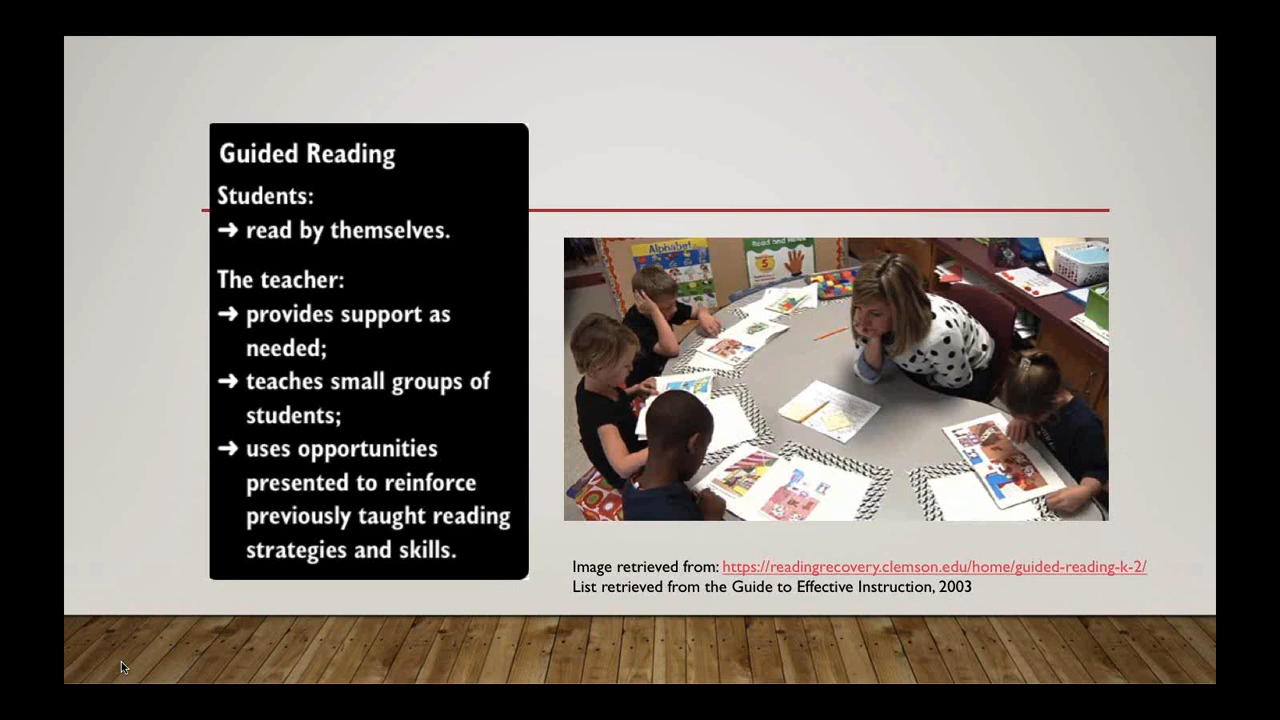 Guided Reading
Students:
➔ read by themselves.
The teacher:
➔ provides support as
needed;
➔ teaches small groups of
students;
➔ uses opportunities
presented to reinforce
previously taught reading
strategies and skills.
Alphabet
5
Image retrieved from: https://readingrecovery.clemson.edu/home/guided-reading-k-2/
List retrieved from the Guide to Effective Instruction, 2003